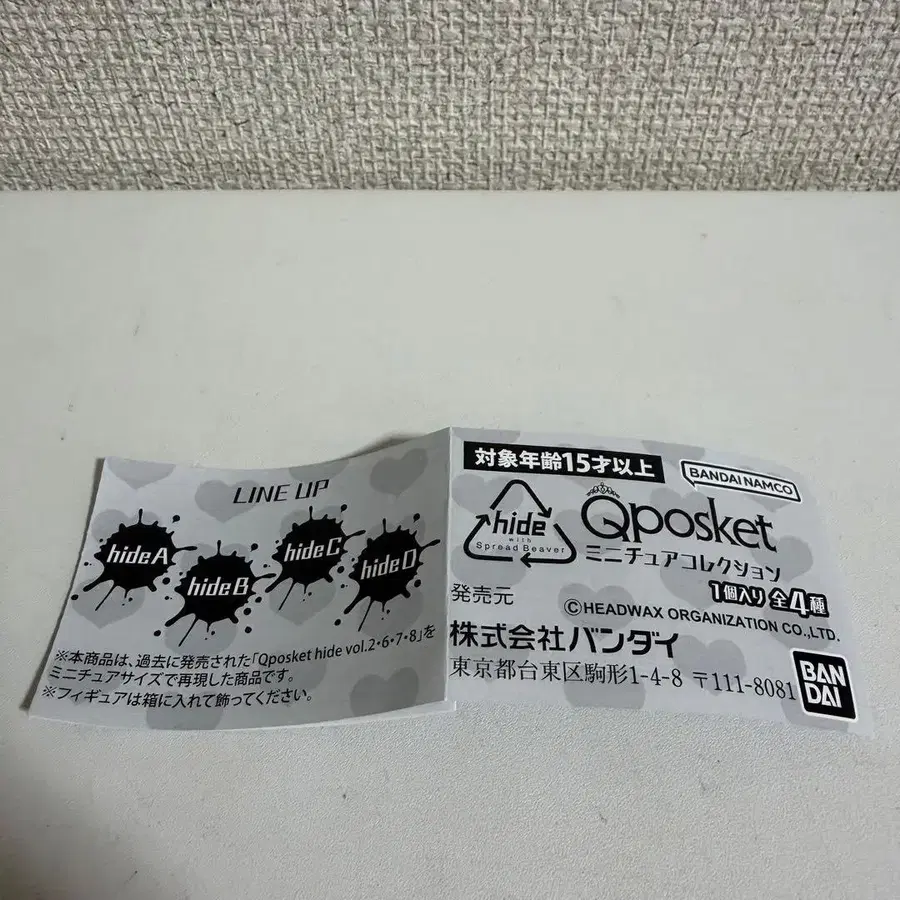 LINE UP
hide A
hide B
hide C
hide D
※本商品は、過去に発売された「Qposket hide vol.2・6・7・8」を
ミニチュアサイズで再現した商品です。
※フィギュアは箱に入れて飾ってください。
対象年齢15才以上
BANDAI NAMCO
hide
with
Spread Beaver
Qposket
ミニチュアコレクション
1個入り 全4種
発売元
©HEADWAX ORGANIZATION CO.,LTD.
株式会社バンダイ
東京都台東区駒形1-4-8 〒111-8081
BAN
DAI